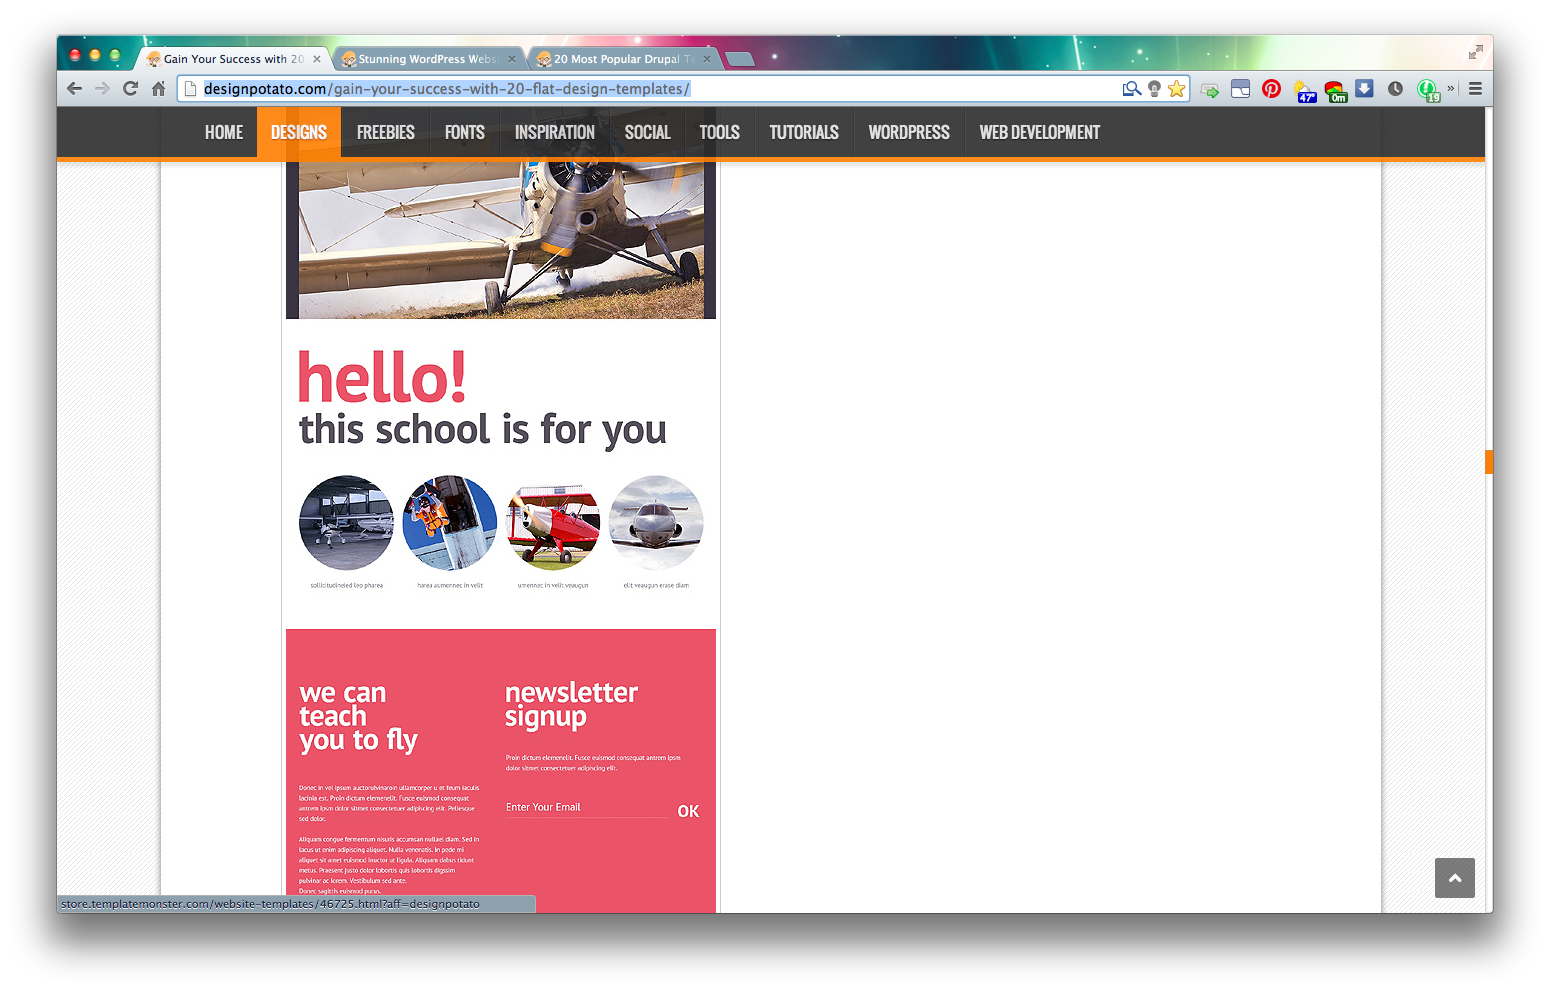 Gain Your Success with 20
Stunning WordPress Webs
20 Most Popular Drupal Te
designpotato.com/gain-your-success-with-20-flat-design-templates/
47°
0m
19
»
HOME
DESIGNS
FREEBIES
FONTS
INSPIRATION
SOCIAL
TOOLS
TUTORIALS
WORDPRESS
WEB DEVELOPMENT
hello!
this school is for you
sollicitudineied leo pharea
harea aumennec in velit
umennec in velit veaugun
elit veaugun erase diam
we can
teach
you to fly
Donec in vel ipsum auctorulvinaroin ullamcorper u et feum iaculis
lacinia est. Proin dictum elemenelit. Fusce euismod consequat
antrem ipsm dolor sitmet consectetuer adipiscing elit. Pellesque
sed dolor.
Aliquam congue fermentum nisutls accumsan nullaet diam. Sed in
lacus ut enim adipiscing aliquet. Nulla venenatis. In pede mi
aliquet sit amet euismod inuctor ut ligula. Aliquam dabus tidunt
metus. Praesent justo dolor lobortis quis lobortis digssim
pulvinar ac lorem. Vestibulum sed ante.
Donec sagittis euismod purus.
newsletter
signup
Proin dictum elemenelit. Fusce euismod consequat antrem ipsm
dolor sitmet consectetuer adipiscing elit.
Enter Your Email
OK
store.templatemonster.com/website-templates/46725.html?aff=designpotato